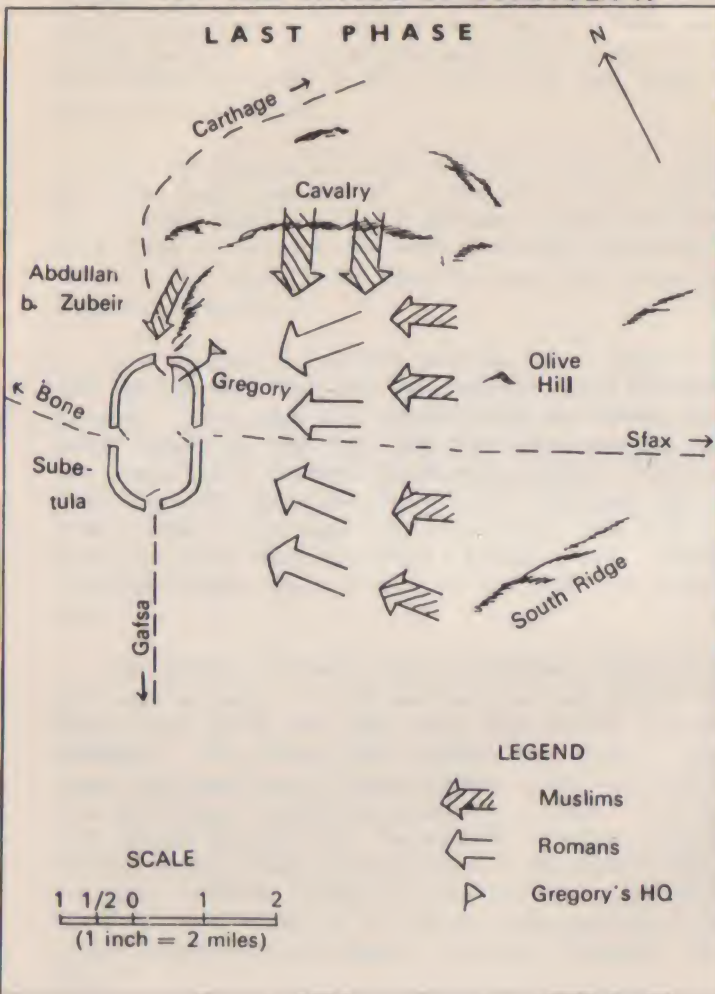 LAST PHASE
N
Carthage →
Cavalry
Abdullah
b. Zubeir
Gregory
Bone
Olive
Hill
Sfax →
Sube-
tula
South Ridge
Gafsa
LEGEND
Muslims
Romans
Gregory's HQ
SCALE
1 1/2 0 1 2
(1 inch = 2 miles)